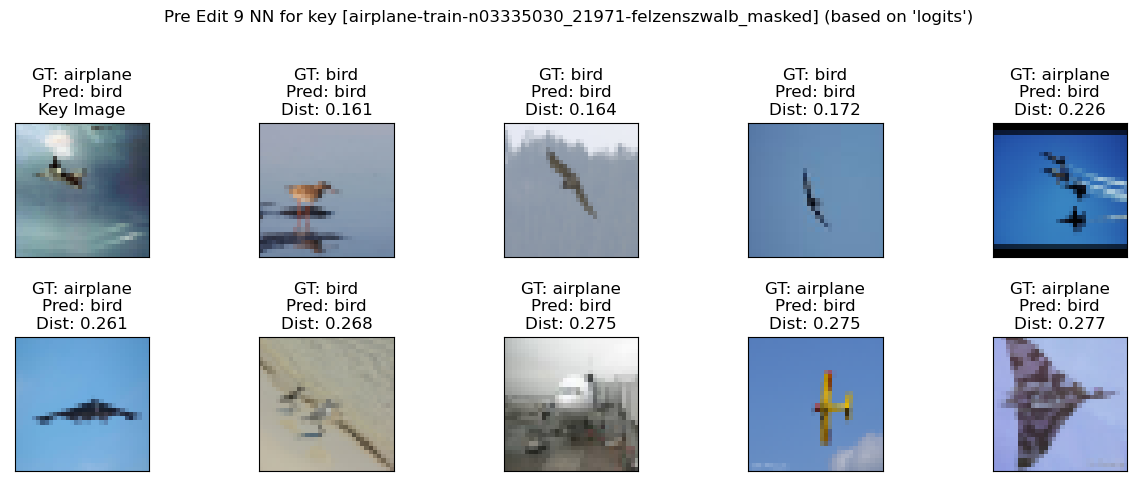 Pre Edit 9 NN for key [airplane-train-n03335030_21971-felzenszwalb_masked] (based on 'logits')
GT: airplane
Pred: bird
Key Image
GT: bird
Pred: bird
Dist: 0.161
GT: bird
Pred: bird
Dist: 0.164
GT: bird
Pred: bird
Dist: 0.172
GT: airplane
Pred: bird
Dist: 0.226
GT: airplane
Pred: bird
Dist: 0.261
GT: bird
Pred: bird
Dist: 0.268
GT: airplane
Pred: bird
Dist: 0.275
GT: airplane
Pred: bird
Dist: 0.275
GT: airplane
Pred: bird
Dist: 0.277